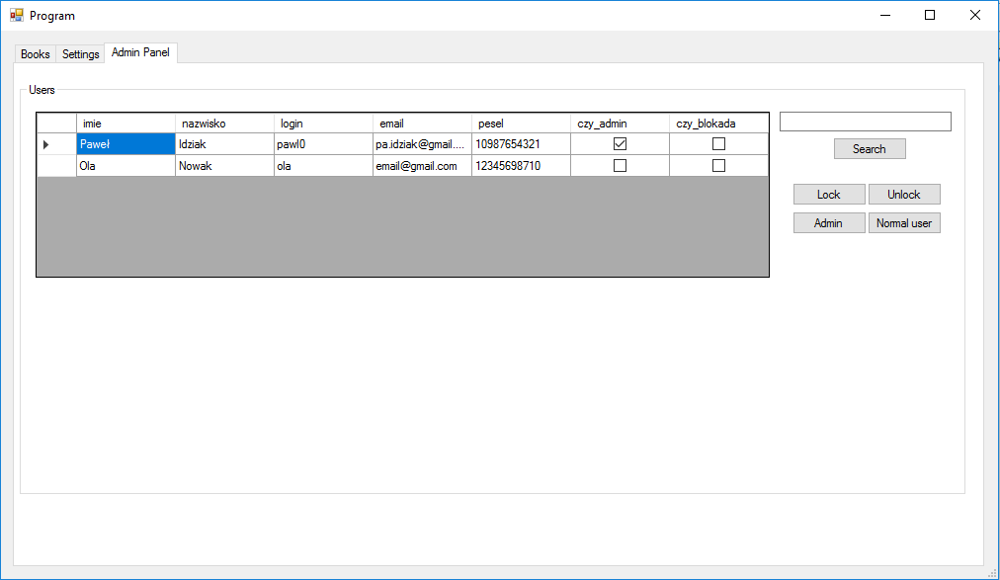 Program
Books Settings Admin Panel
Users
imie nazwisko login email pesel czy_admin czy_blokada
Paweł Idziak pawl0 pa.idziak@gmail.... 10987654321
Ola Nowak ola email@gmail.com 12345698710
Search
Lock Unlock
Admin Normal user